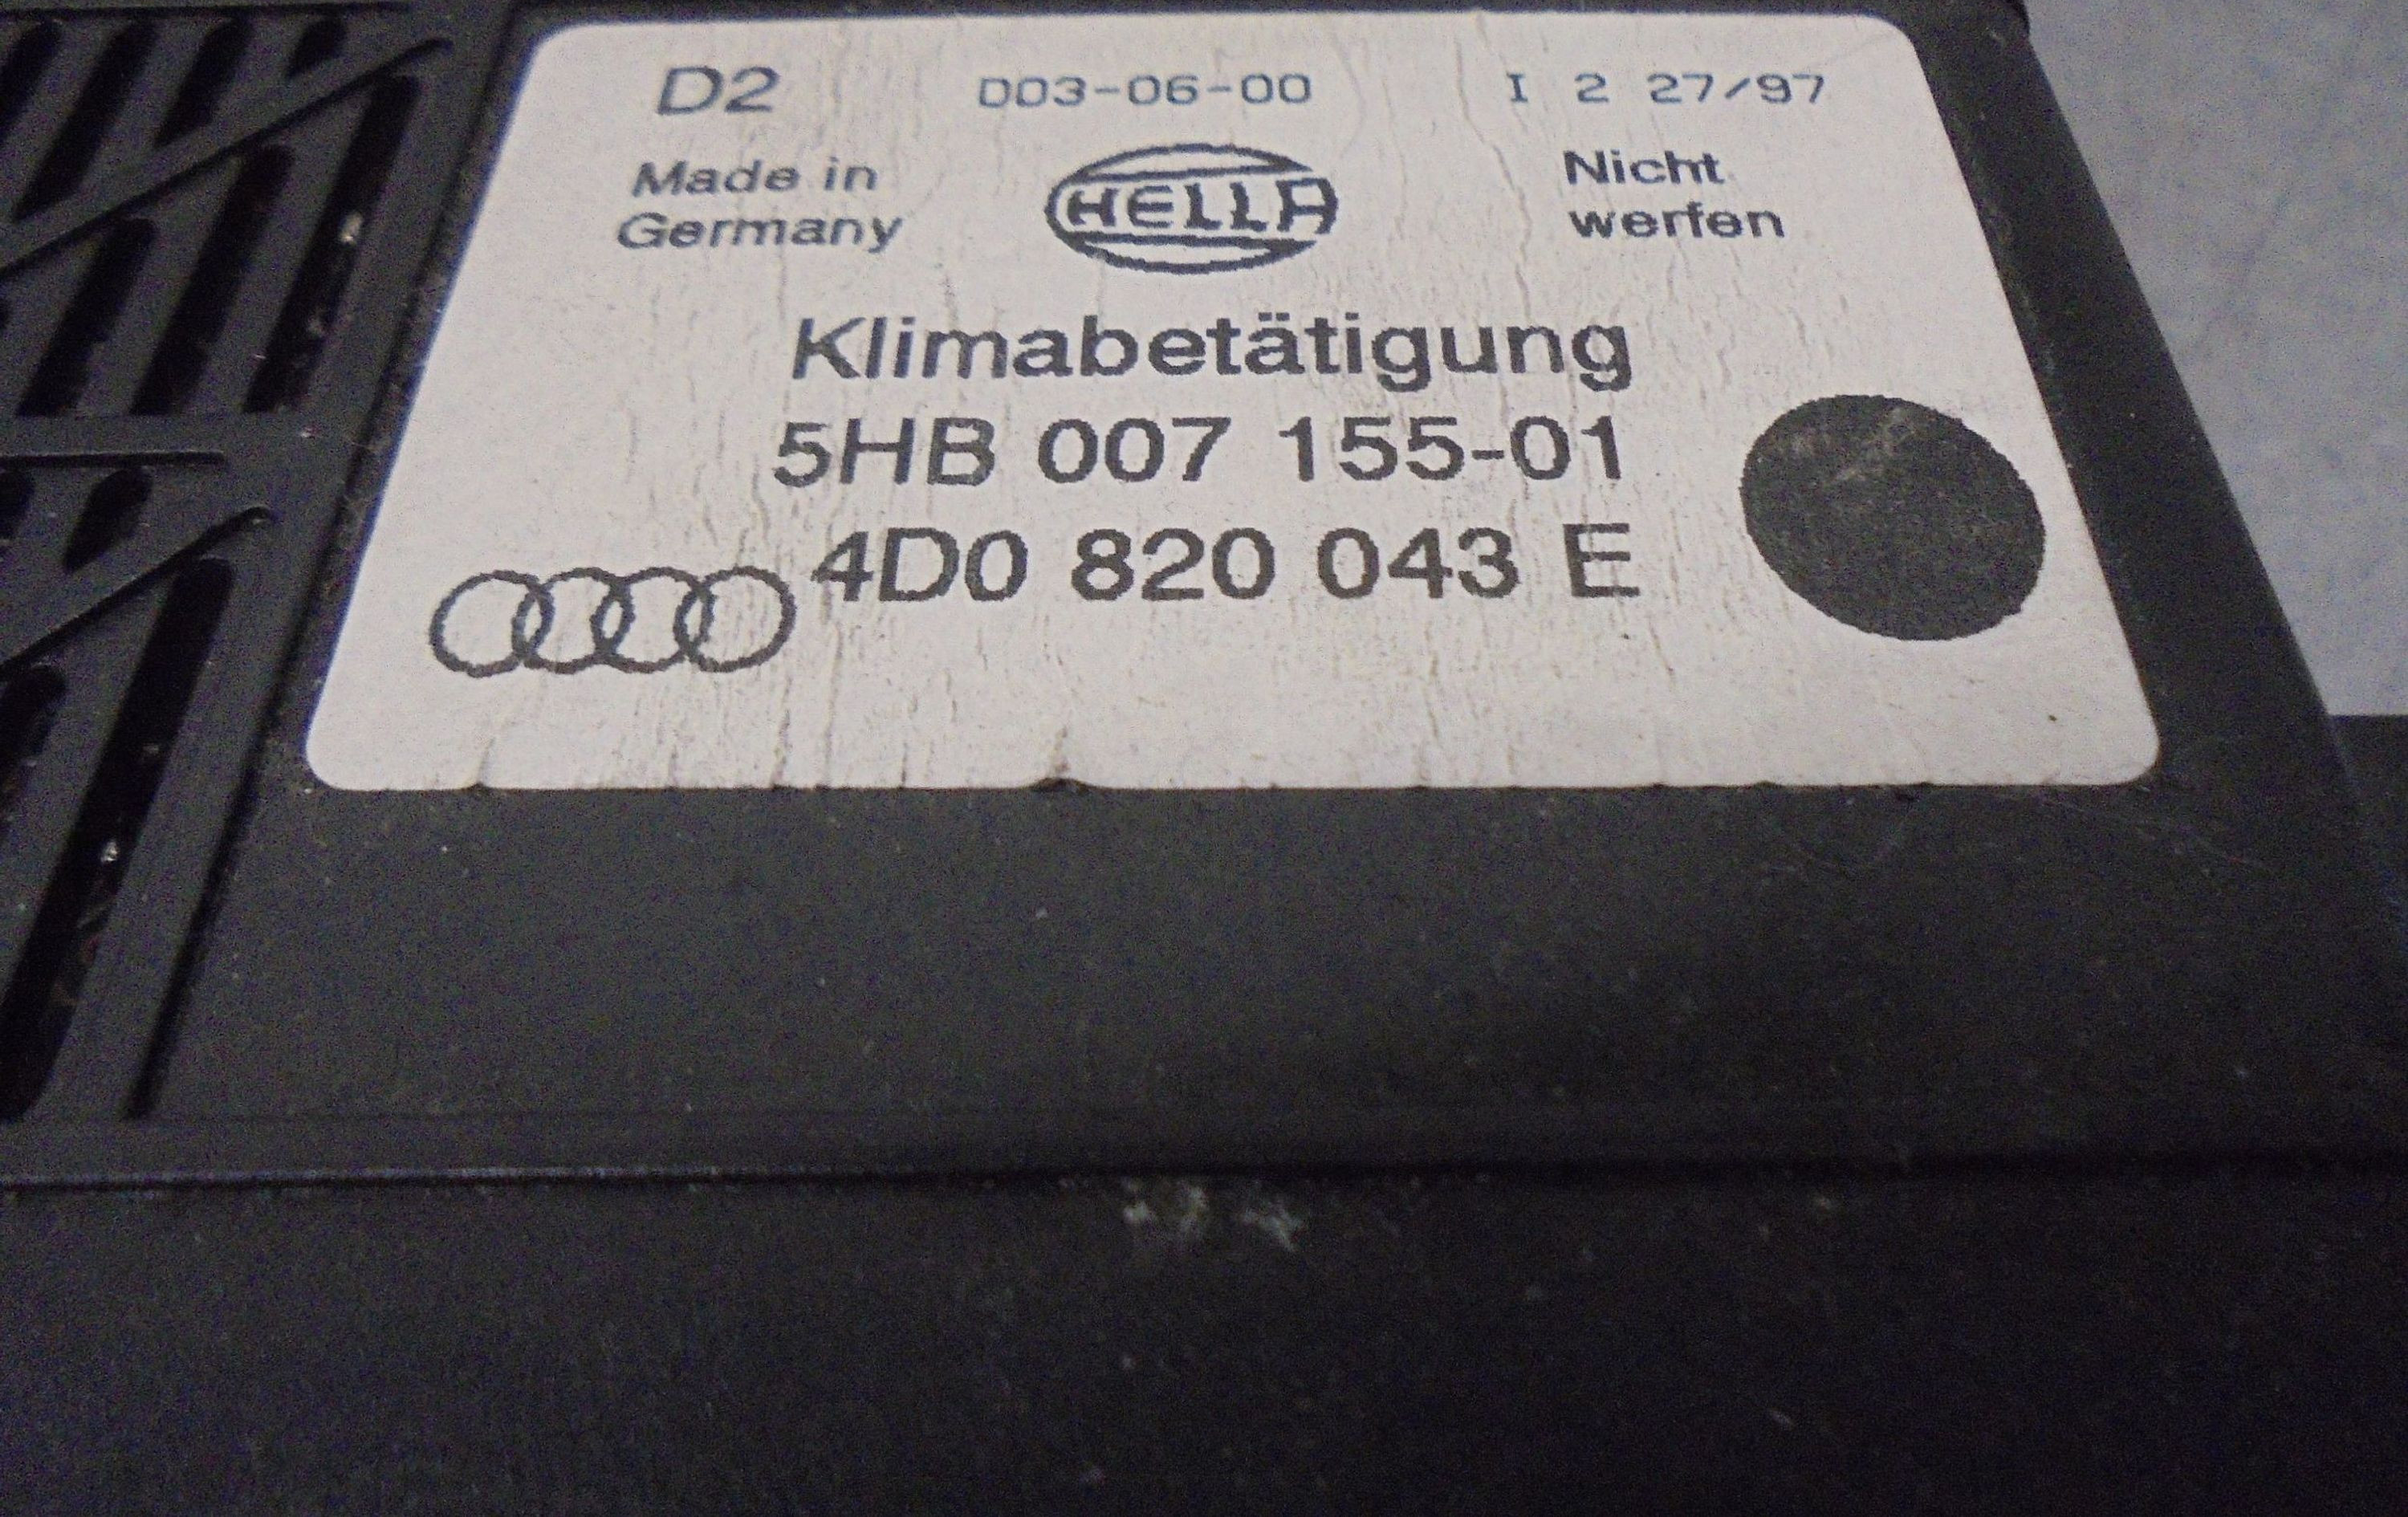 D2 D03-06-00 I 2 27/97
Made in
Germany
HELLA
Nicht
werfen
Klimabetätigung
5HB 007 155-01
4D0 820 043 E